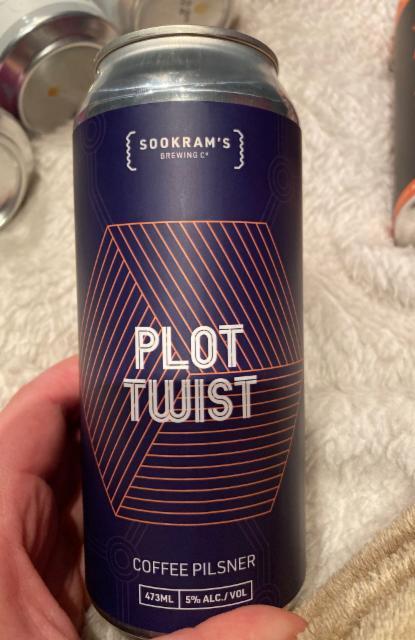 SOOKRAM'S
BREWING Cº
PLOT
TWIST
COFFEE PILSNER
473ML 5% ALC./VOL